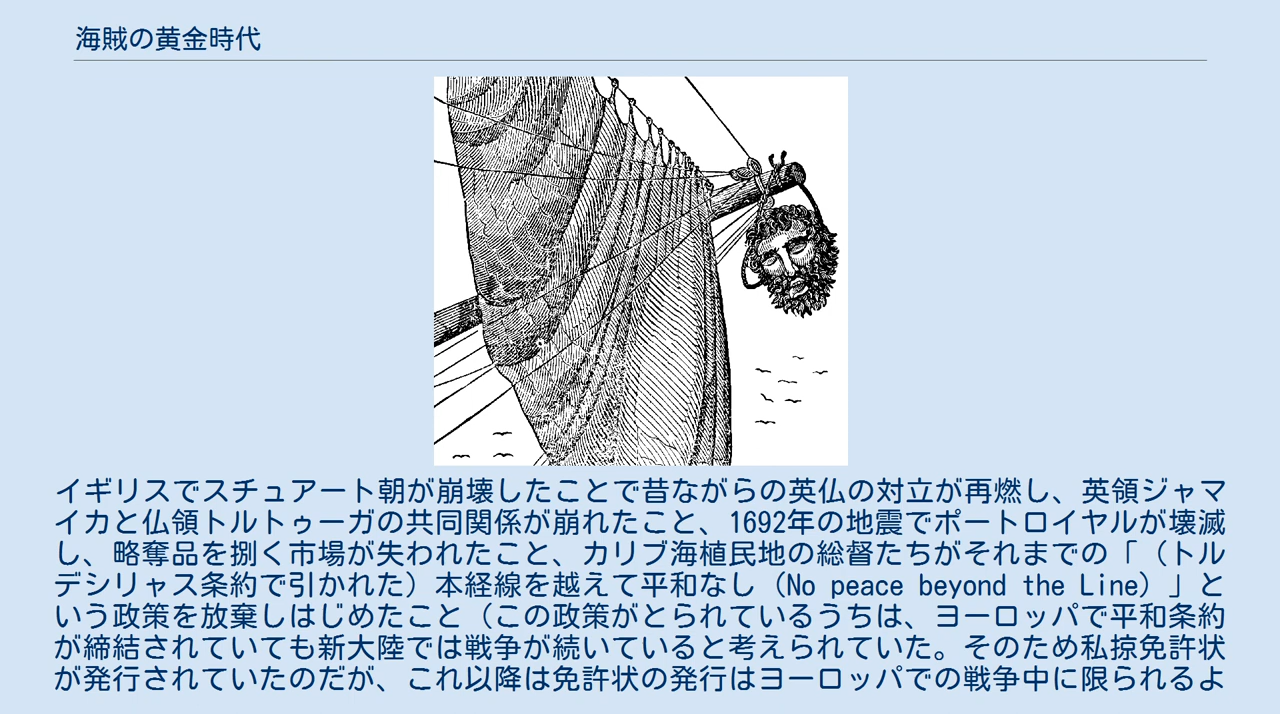 海賊の黄金時代
イギリスでスチュアート朝が崩壊したことで昔ながらの英仏の対立が再燃し、英領ジャマ
イカと仏領トルトゥーガの共同関係が崩れたこと、1692年の地震でポートロイヤルが壊滅
し、略奪品を捌く市場が失われたこと、カリブ海植民地の総督たちがそれまでの「（トル
デシリャス条約で引かれた）本経線を越えて平和なし（No peace beyond the Line）」と
いう政策を放棄しはじめたこと（この政策がとられているうちは、ヨーロッパで平和条約
が締結されていても新大陸では戦争が続いていると考えられていた。そのため私掠免許状
が発行されていたのだが、これ以降は免許状の発行はヨーロッパでの戦争中に限られるよ